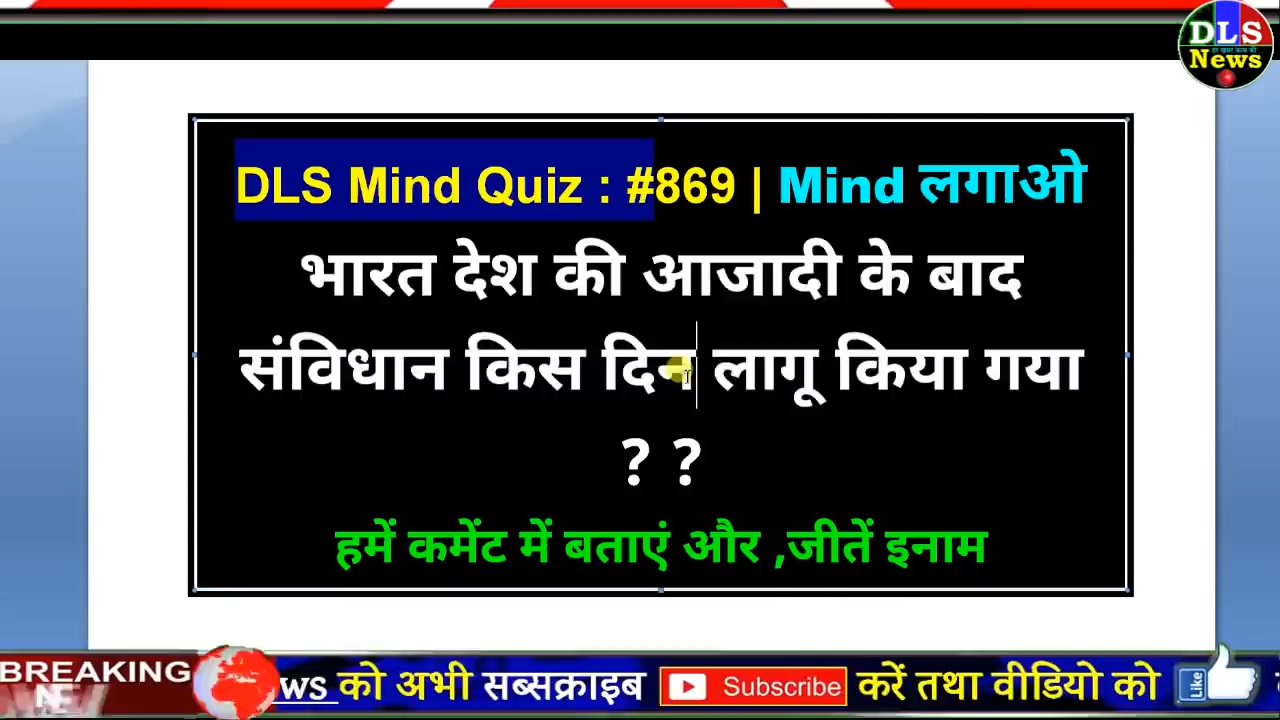 DLS
News
DLS Mind Quiz : #869 | Mind लगाओ
भारत देश की आजादी के बाद
संविधान किस दिन लागू किया गया
? ?
हमें कमेंट में बताएं और ,जीतें इनाम
BREAKING
ws को अभी सब्सक्राइब Subscribe करें तथा वीडियो को Like